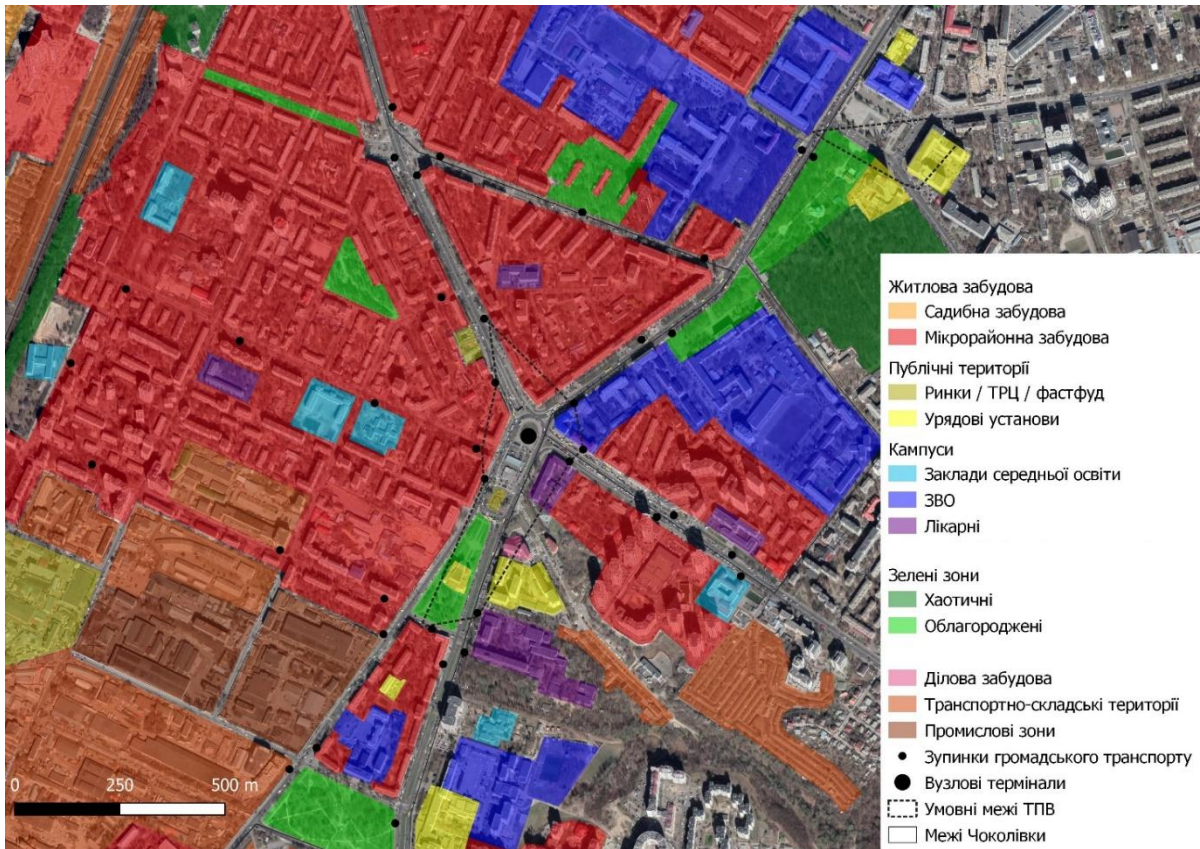 Житлова забудова
Садибна забудова
Мікрорайонна забудова
Публічні території
Ринки / ТРЦ / фастфуд
Урядові установи
Кампуси
Заклади середньої освіти
ЗВО
Лікарні
Зелені зони
Хаотичні
Облагороджені
Ділова забудова
Транспортно-складські території
Промислові зони
Зупинки громадського транспорту
Вузлові термінали
Умовні межі ТПВ
Межі Чоколівки
0 250 500 m